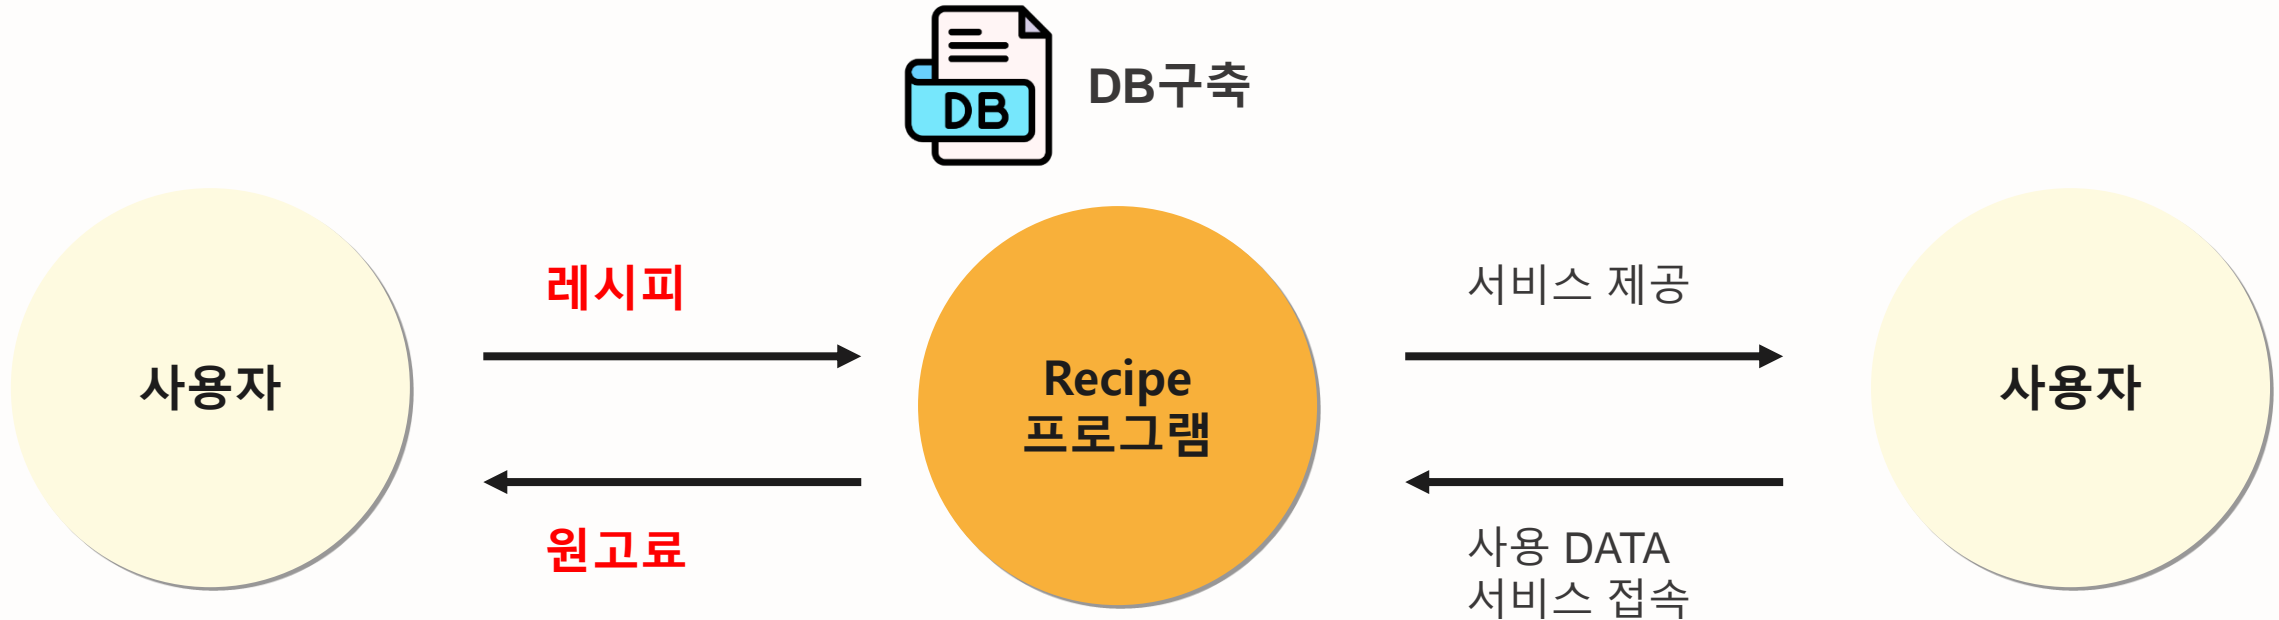 DB
DB구축
사용자
레시피
원고료
Recipe
프로그램
서비스 제공
사용 DATA
서비스 접속
사용자